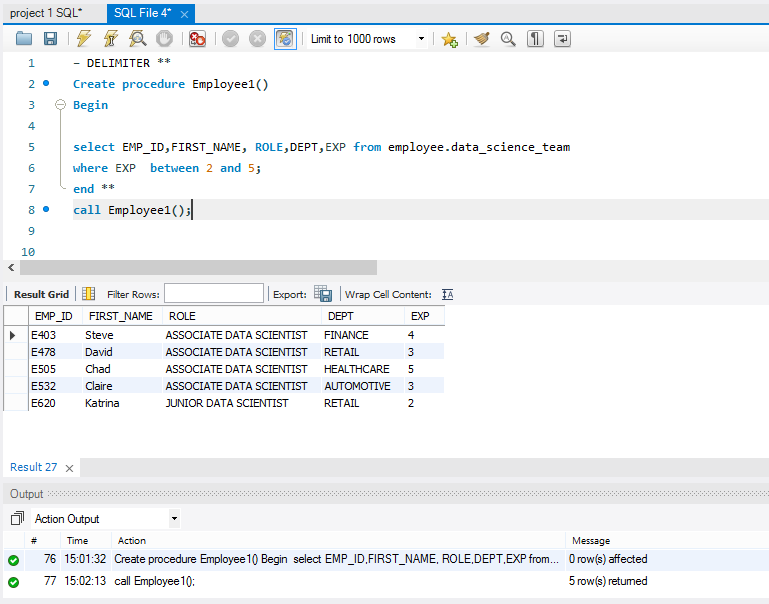 project 1 SQL* SQL File 4* ×
Limit to 1000 rows
1 - DELIMITER **
2 Create procedure Employee1()
3 Begin
4
5 select EMP_ID,FIRST_NAME, ROLE,DEPT,EXP from employee.data_science_team
6 where EXP  between 2 and 5;
7 end **
8 call Employee1();
9
10
Result Grid Filter Rows: Export: Wrap Cell Content: IA
EMP_ID FIRST_NAME ROLE DEPT EXP
E403 Steve ASSOCIATE DATA SCIENTIST FINANCE 4
E478 David ASSOCIATE DATA SCIENTIST RETAIL 3
E505 Chad ASSOCIATE DATA SCIENTIST HEALTHCARE 5
E532 Claire ASSOCIATE DATA SCIENTIST AUTOMOTIVE 3
E620 Katrina JUNIOR DATA SCIENTIST RETAIL 2
Result 27 ×
Output
Action Output
# Time Action Message
76 15:01:32 Create procedure Employee1() Begin  select EMP_ID,FIRST_NAME, ROLE,DEPT,EXP from... 0 row(s) affected
77 15:02:13 call Employee1(); 5 row(s) returned